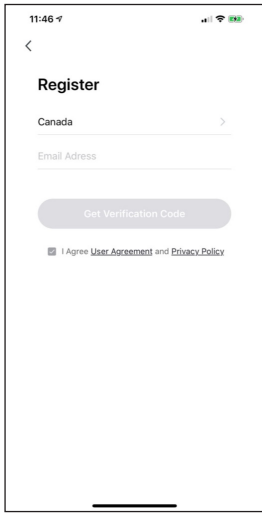 11:46
Register
Canada
Email Adress
Get Verification Code
I Agree User Agreement and Privacy Policy